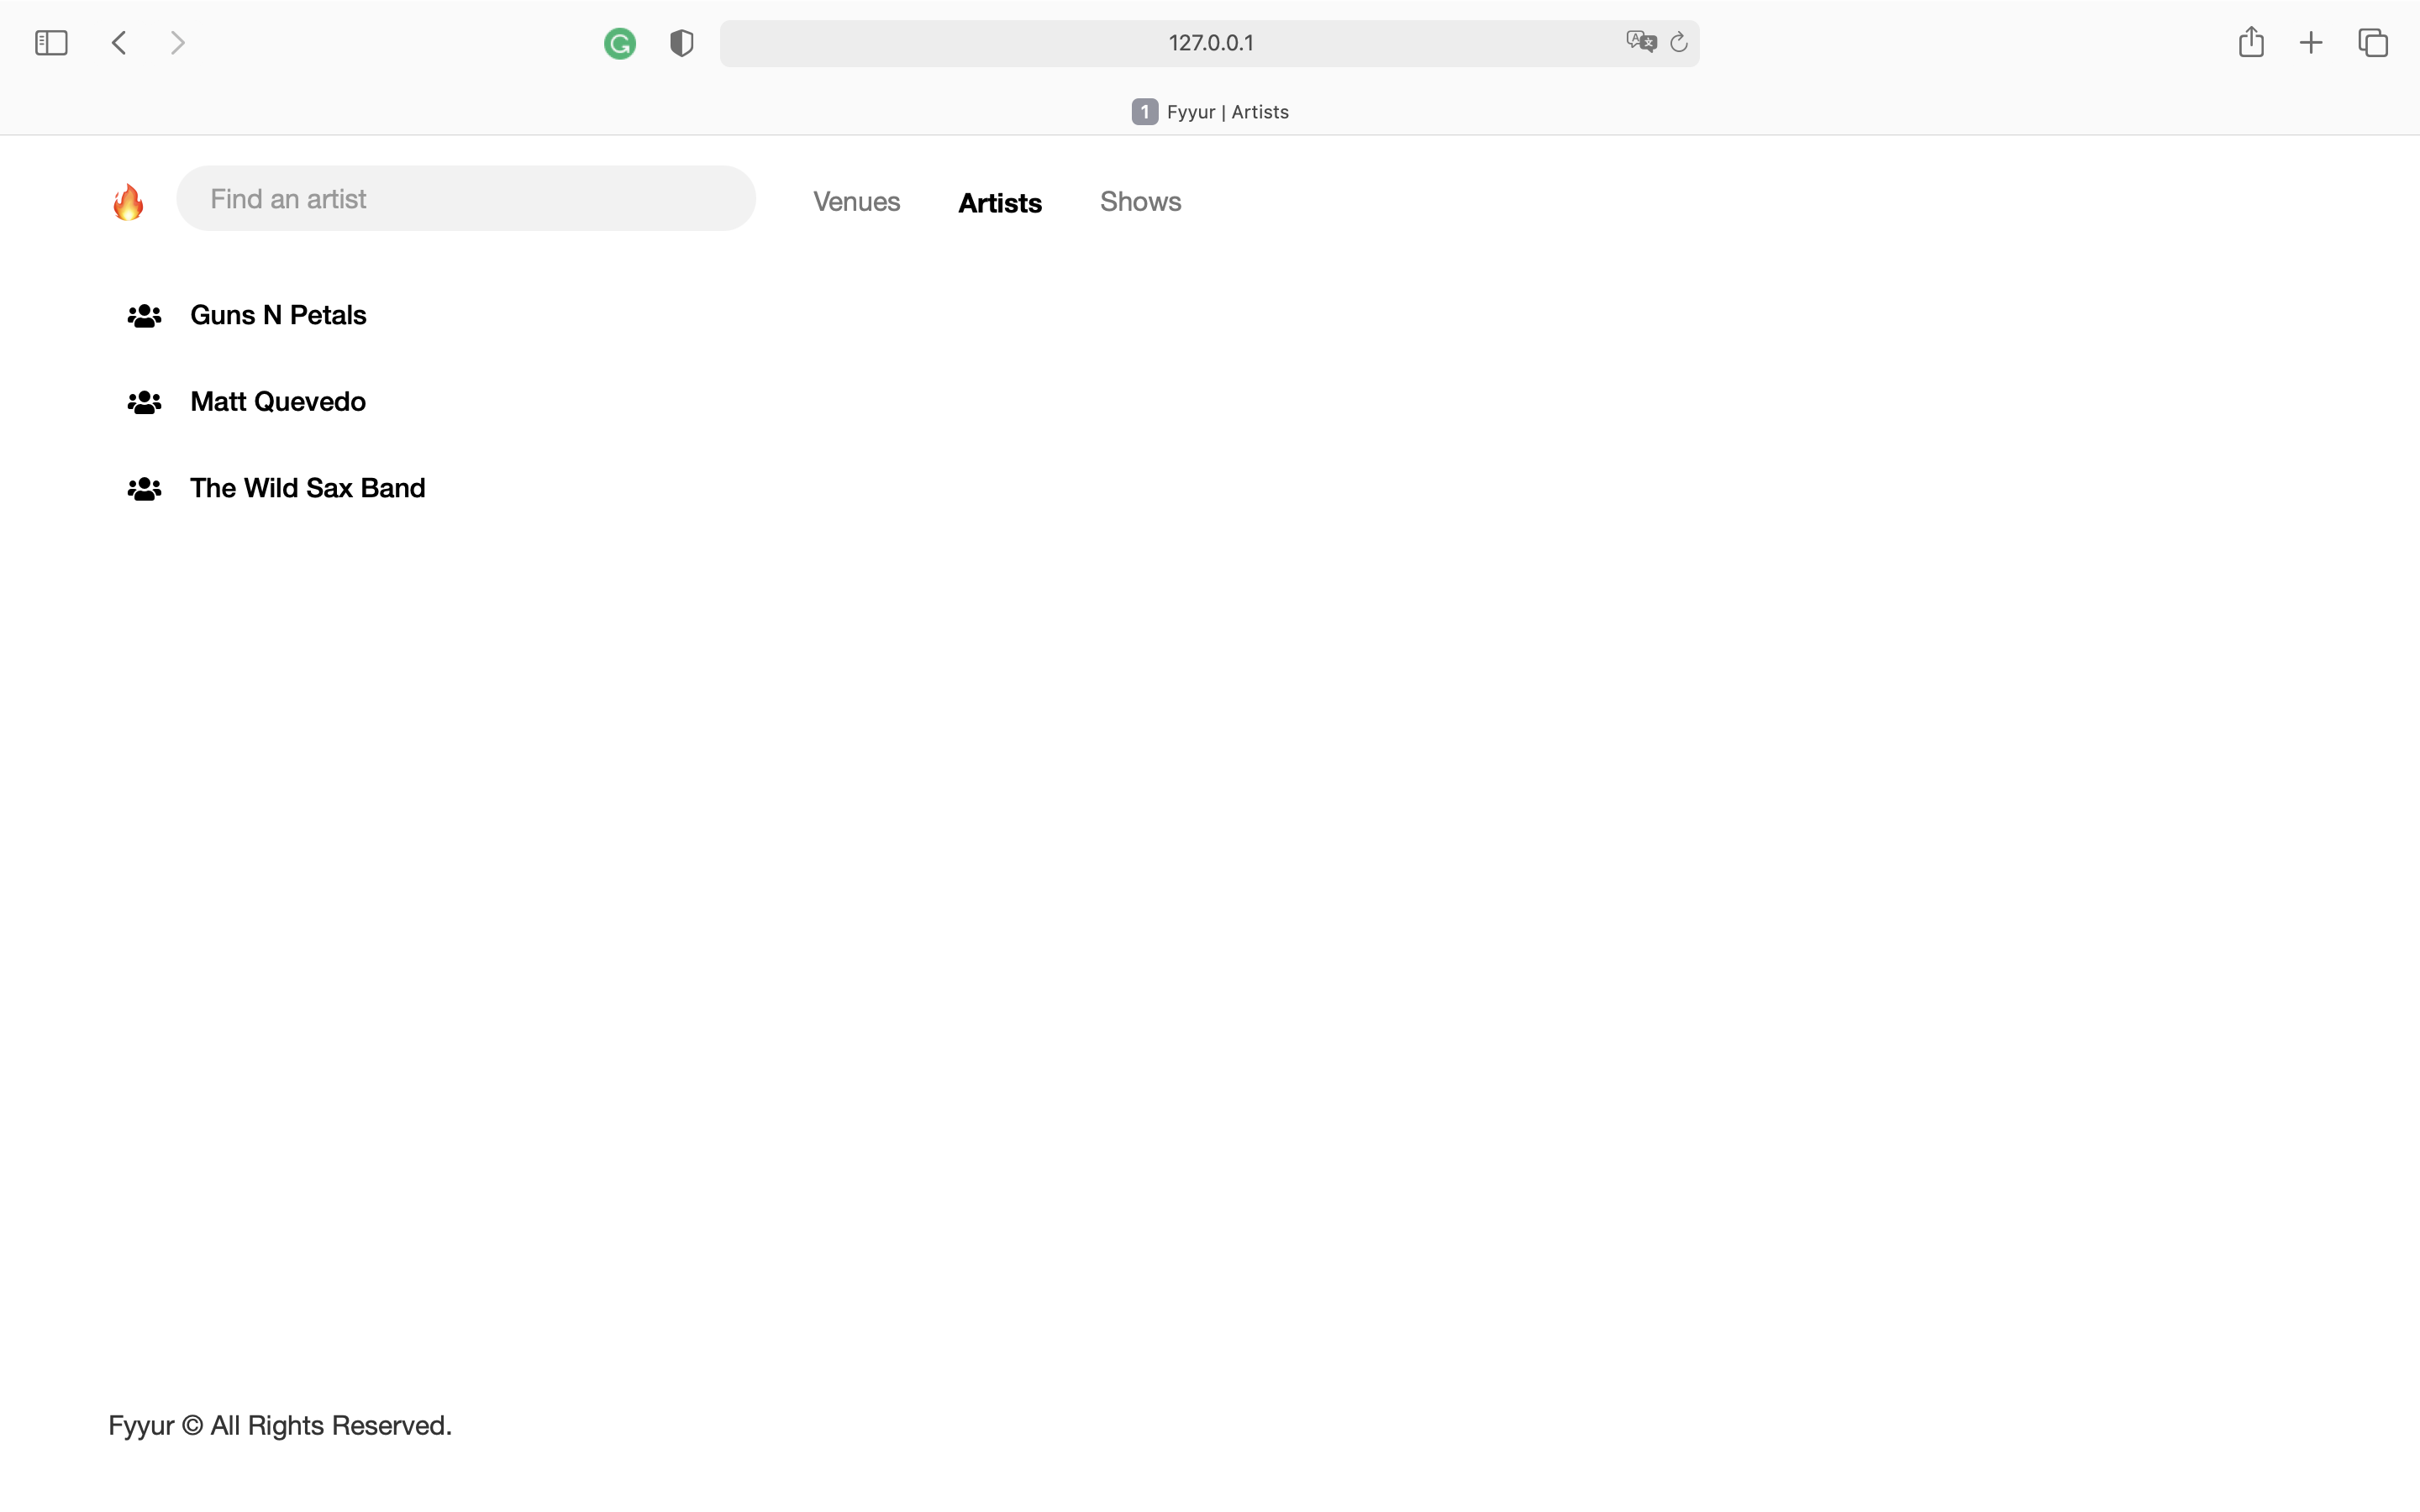 127.0.0.1
1 Fyyur | Artists
Find an artist Venues Artists Shows
Guns N Petals
Matt Quevedo
The Wild Sax Band
Fyyur © All Rights Reserved.